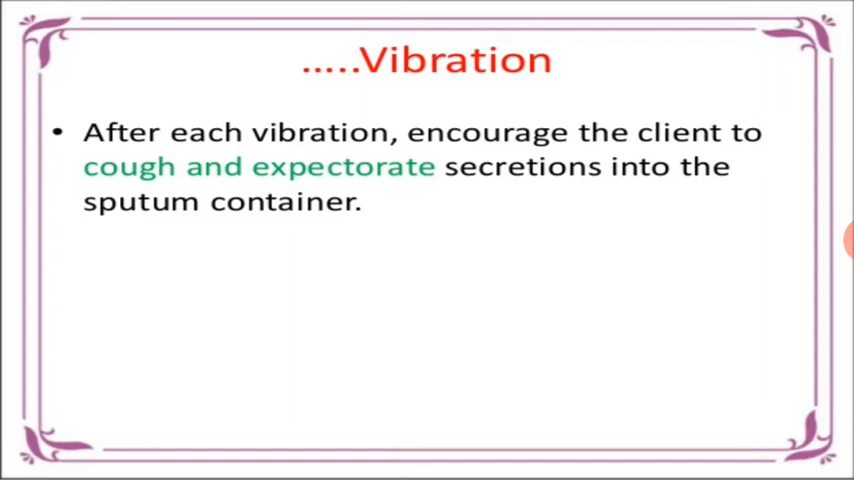 .....Vibration
• After each vibration, encourage the client to
cough and expectorate secretions into the
sputum container.